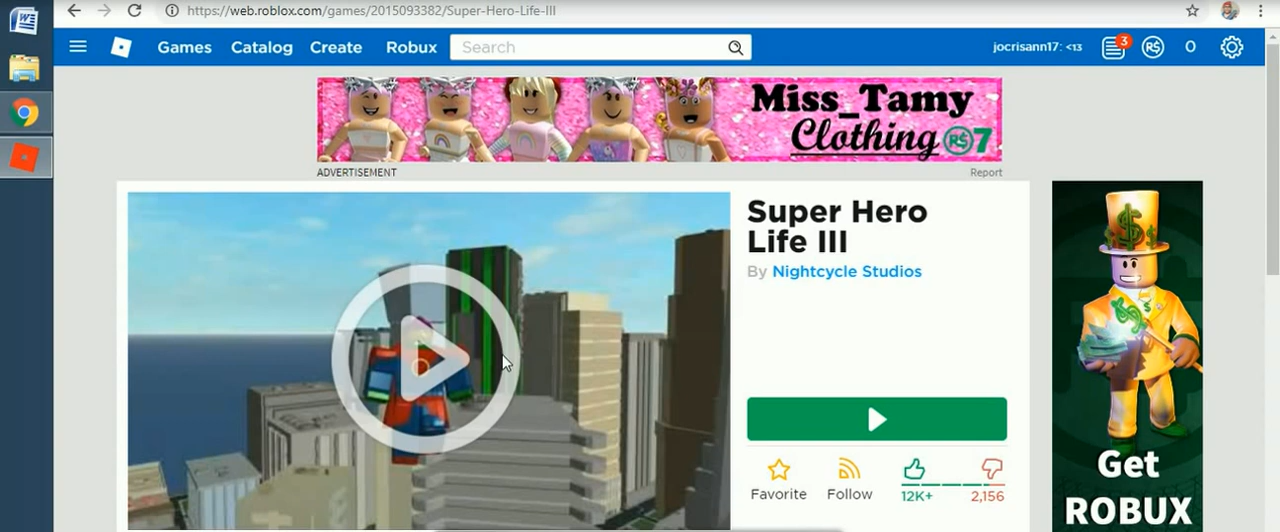 https://web.roblox.com/games/2015093382/Super-Hero-Life-III
Games Catalog Create Robux Search jocrisann17: <13 3 R$ 0
Miss_Tamy
Clothing R$ 7
ADVERTISEMENT Report
Super Hero
Life III
By Nightcycle Studios
Favorite Follow 12K+ 2,156
Get
ROBUX